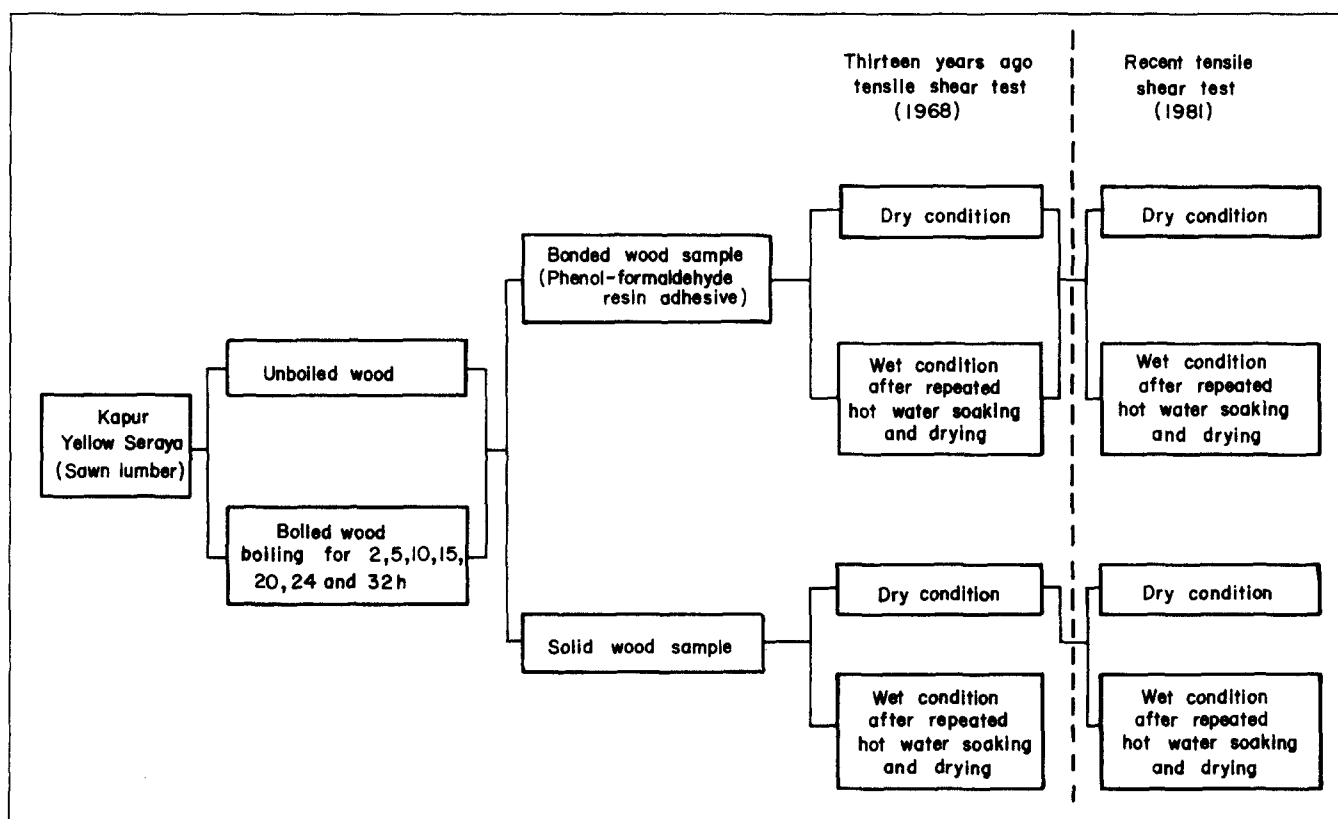 Thirteen years ago
tensile shear test
(1968)
Recent tensile
shear test
(1981)
Kapur
Yellow Seraya
(Sawn lumber)
Unboiled wood
Boiled wood
boiling for 2,5,10,15,
20,24 and 32h
Bonded wood sample
(Phenol-formaldehyde
resin adhesive)
Solid wood sample
Dry condition
Wet condition
after repeated
hot water soaking
and drying
Dry condition
Wet condition
after repeated
hot water soaking
and drying
Dry condition
Wet condition
after repeated
hot water soaking
and drying
Dry condition
Wet condition
after repeated
hot water soaking
and drying